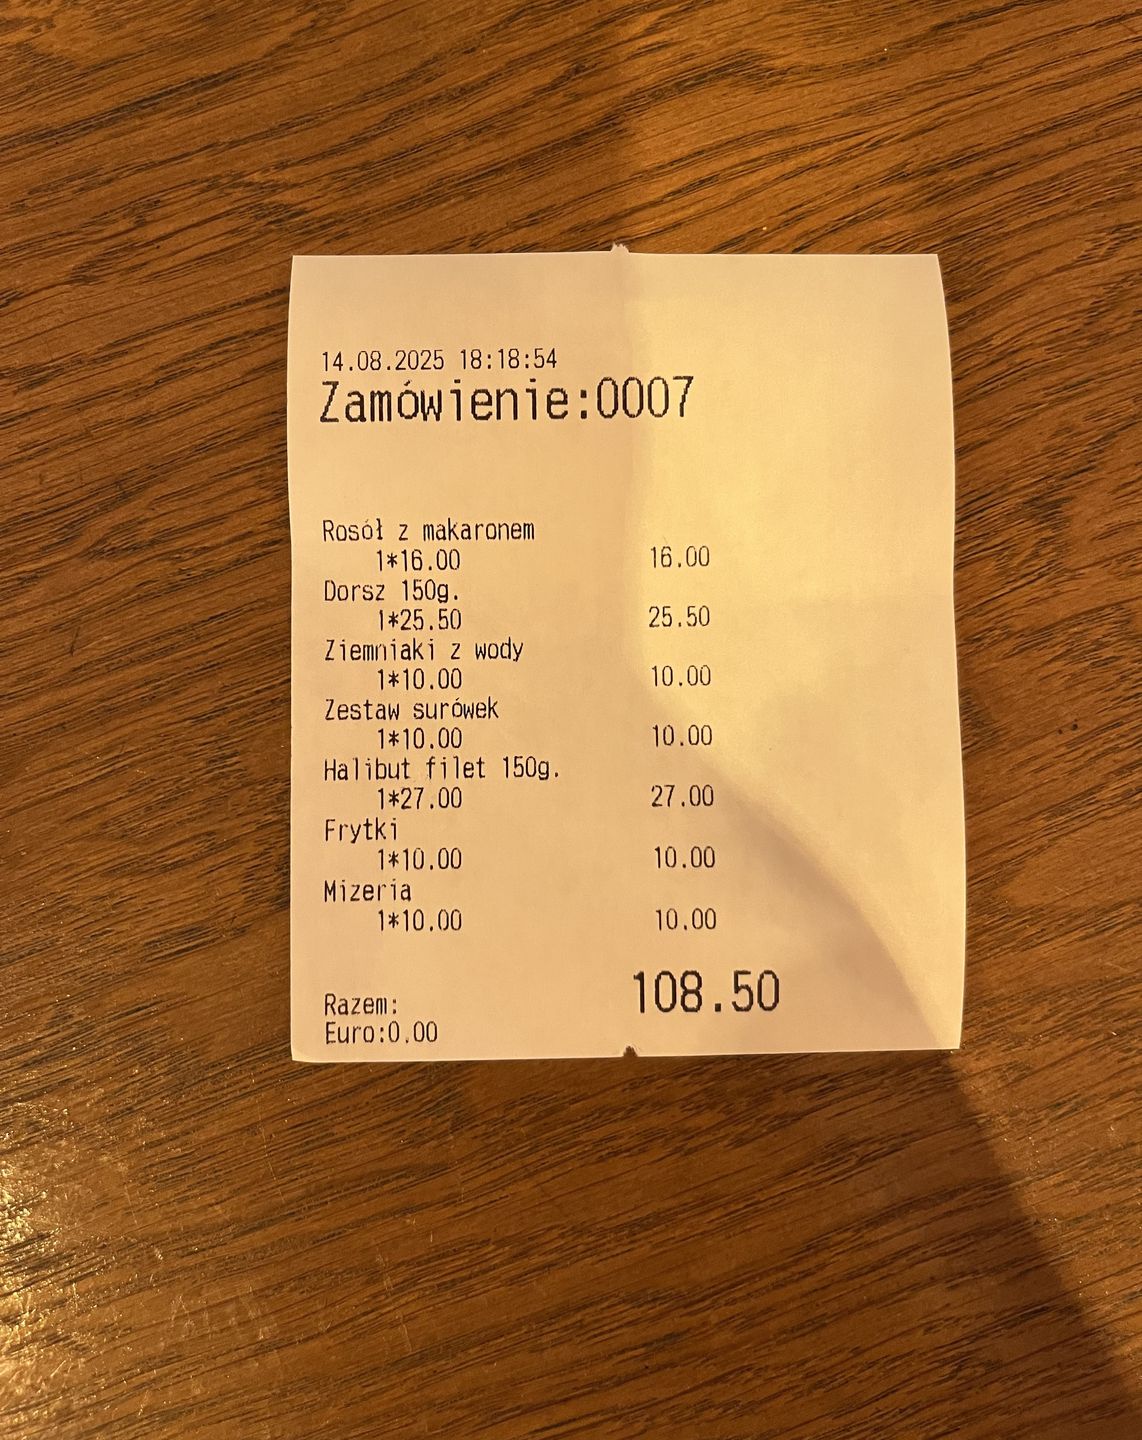 14.08.2025 18:18:54
Zamówienie:0007
Rosół z makaronem
1*16.00 16.00
Dorsz 150g.
1*25.50 25.50
Ziemniaki z wody
1*10.00 10.00
Zestaw surówek
1*10.00 10.00
Halibut filet 150g.
1*27.00 27.00
Frytki
1*10.00 10.00
Mizeria
1*10.00 10.00
Razem: 108.50
Euro:0.00